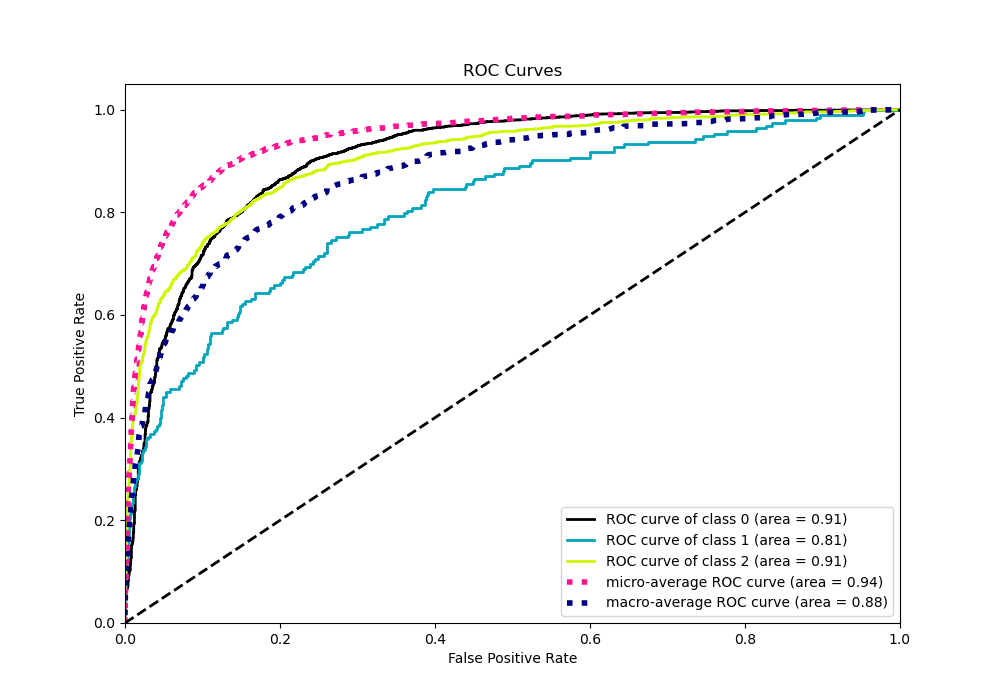 ROC Curves
1.0
0.8
0.6
0.4
0.2
0.0
True Positive Rate
ROC curve of class 0 (area = 0.91)
ROC curve of class 1 (area = 0.81)
ROC curve of class 2 (area = 0.91)
micro-average ROC curve (area = 0.94)
macro-average ROC curve (area = 0.88)
0.0 0.2 0.4 0.6 0.8 1.0
False Positive Rate